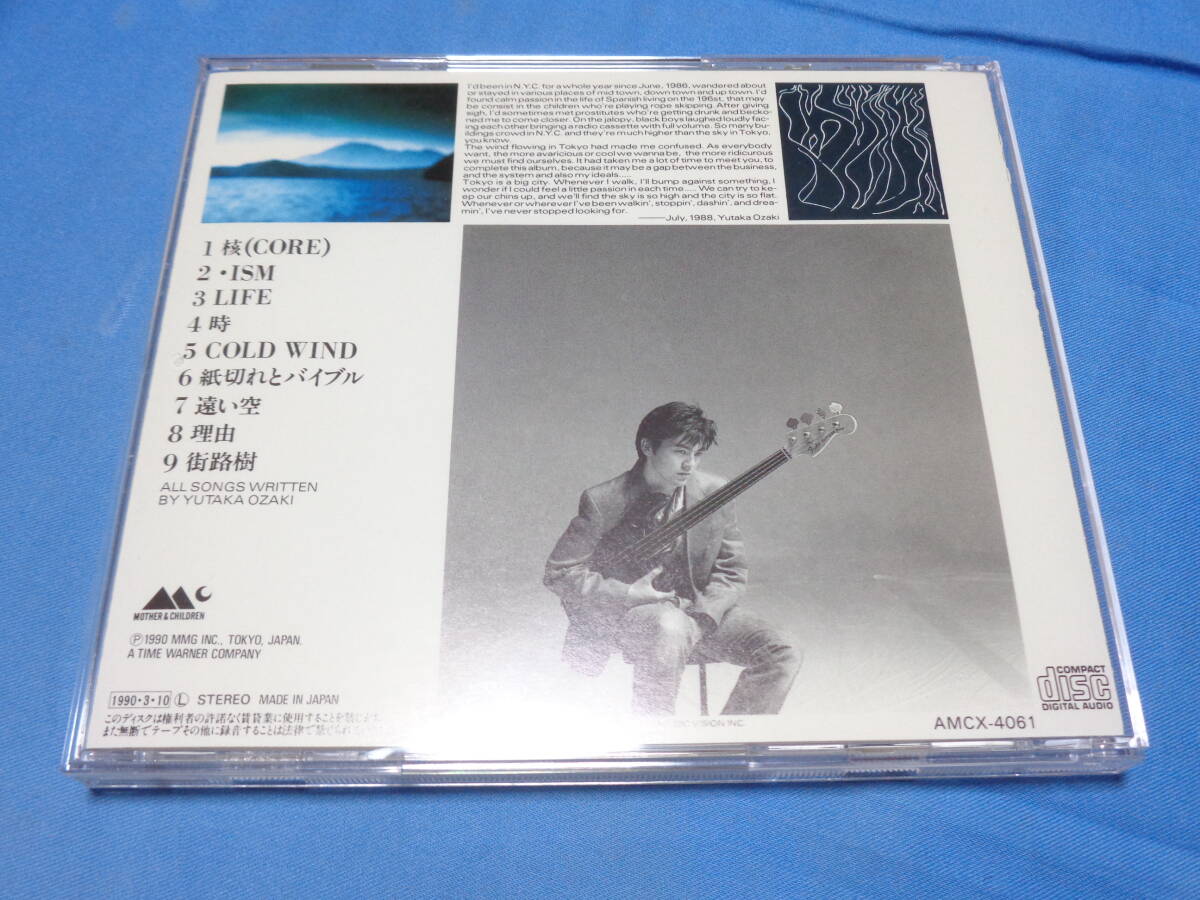 I'd been in N.Y.C. for a whole year since June, 1986, wandered about
or stayed in various places of mid town, down town and up town. I'd
found calm passion in the life of Spanish living on the 196st, that may
be consist in the children who're playing rope skipping. After giving
sigh, I'd sometimes met prostitutes who're getting drunk and becko-
ned me to come closer. On the jalopy, black boys laughed loudly fac-
ing each other bringing a radio cassette with full volume. So many bu-
ildings crowd in N.Y.C. and they're much higher than the sky in Tokyo,
you know.
The wind flowing in Tokyo had made me confused. As everybody
want, the more avaricious or cool we wanna be, the more ridicurous
we must find ourselves. It had taken me a lot of time to meet you, to
complete this album, because it may be a gap between the business,
and the system and also my ideals.....
Tokyo is a big city. Whenever I walk, I'll bump against something, I
wonder if I could feel a little passion in each time..... We can try to ke-
ep our chins up, and we'll find the sky is so high and the city is so flat.
Whenever or wherever I've been walkin', stoppin', dashin', and drea-
min', I've never stopped looking for.
——July, 1988, Yutaka Ozaki
1 核(CORE)
2 ・ISM
3 LIFE
4 時
5 COLD WIND
6 紙切れとバイブル
7 遠い空
8 理由
9 街路樹
ALL SONGS WRITTEN
BY YUTAKA OZAKI
MOTHER & CHILDREN
Ⓟ1990 MMG INC., TOKYO, JAPAN.
A TIME WARNER COMPANY
1990・3・10 Ⓛ STEREO MADE IN JAPAN
このディスクは権利者の許諾なく賃貸業に使用することを禁じ
また無断でテープその他に録音することは法律で禁じられ
VISION INC.
COMPACT
disc
DIGITAL AUDIO
AMCX-4061